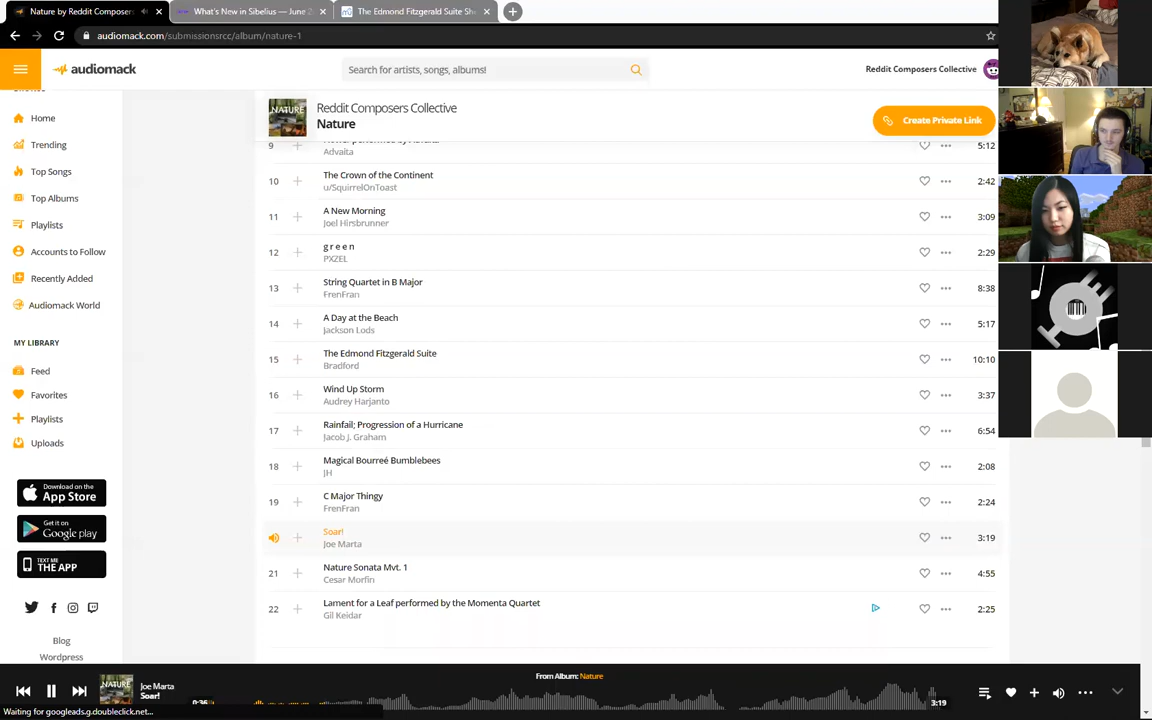 Nature by Reddit Composers
What's New in Sibelius — June 2
The Edmond Fitzgerald Suite Sh
audiomack.com/submissionsrcc/album/nature-1
audiomack
Search for artists, songs, albums!
Reddit Composers Collective
Reddit Composers Collective
Nature
Create Private Link
Home
Trending
Top Songs
Top Albums
Playlists
Accounts to Follow
Recently Added
Audiomack World
MY LIBRARY
Feed
Favorites
Playlists
Uploads
Download on the
App Store
Get it on
Google play
TEXT ME
THE APP
Blog
Wordpress
9
Advaita
5:12
10 The Crown of the Continent 2:42
u/SquirrelOnToast
11 A New Morning 3:09
Joel Hirsbrunner
12 g r e e n 2:29
PXZEL
13 String Quartet in B Major 8:38
FrenFran
14 A Day at the Beach 5:17
Jackson Lods
15 The Edmond Fitzgerald Suite 10:10
Bradford
16 Wind Up Storm 3:37
Audrey Harjanto
17 Rainfall; Progression of a Hurricane 6:54
Jacob J. Graham
18 Magical Bourreé Bumblebees 2:08
JH
19 C Major Thingy 2:24
FrenFran
Soar! 3:19
Joe Marta
21 Nature Sonata Mvt. 1 4:55
Cesar Morfin
22 Lament for a Leaf performed by the Momenta Quartet 2:25
Gil Keidar
From Album: Nature
NATURE
Joe Marta
Soar!
0:36
3:19
Waiting for googleads.g.doubleclick.net...